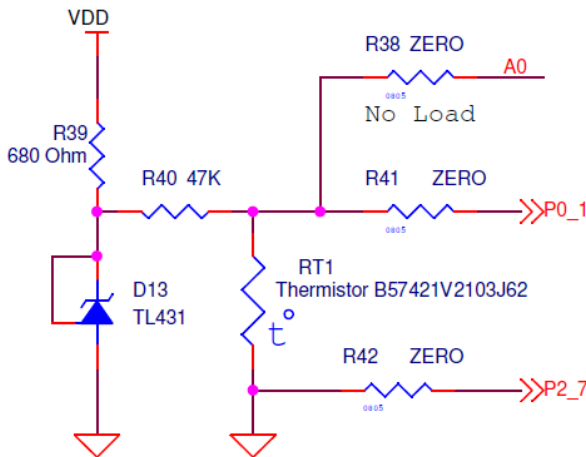 VDD
R38 ZERO
A0
0805
No Load
R39
680 Ohm
R40 47K
R41 ZERO
0805
P0_1
D13
TL431
RT1
Thermistor B57421V2103J62
t°
R42 ZERO
0805
P2_7